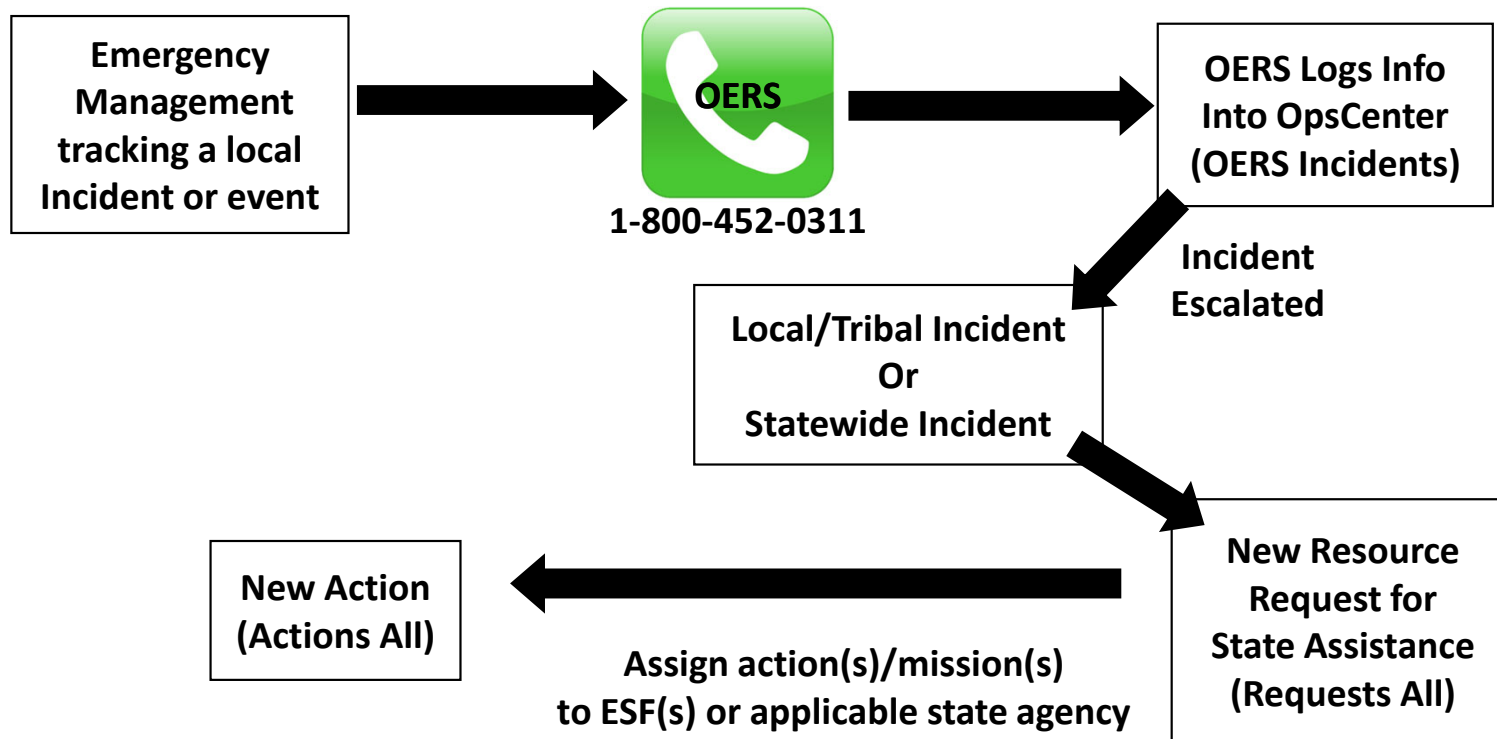 Emergency
Management
tracking a local
Incident or event
OERS
1-800-452-0311
OERS Logs Info
Into OpsCenter
(OERS Incidents)
Incident
Escalated
Local/Tribal Incident
Or
Statewide Incident
New Resource
Request for
State Assistance
(Requests All)
Assign action(s)/mission(s)
to ESF(s) or applicable state agency
New Action
(Actions All)